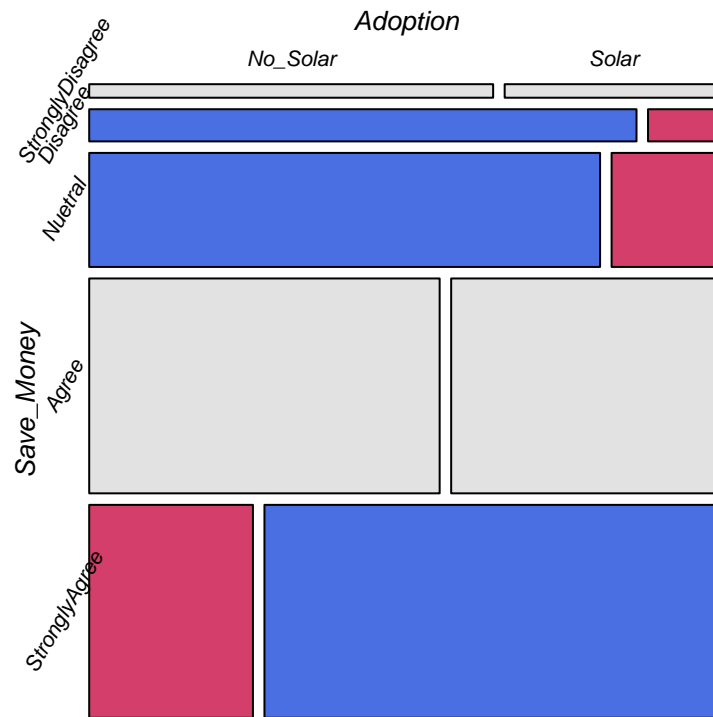 Adoption
No_Solar Solar
StronglyDisagree
Disagree
Nuetral
Agree
StronglyAgree
Save_Money